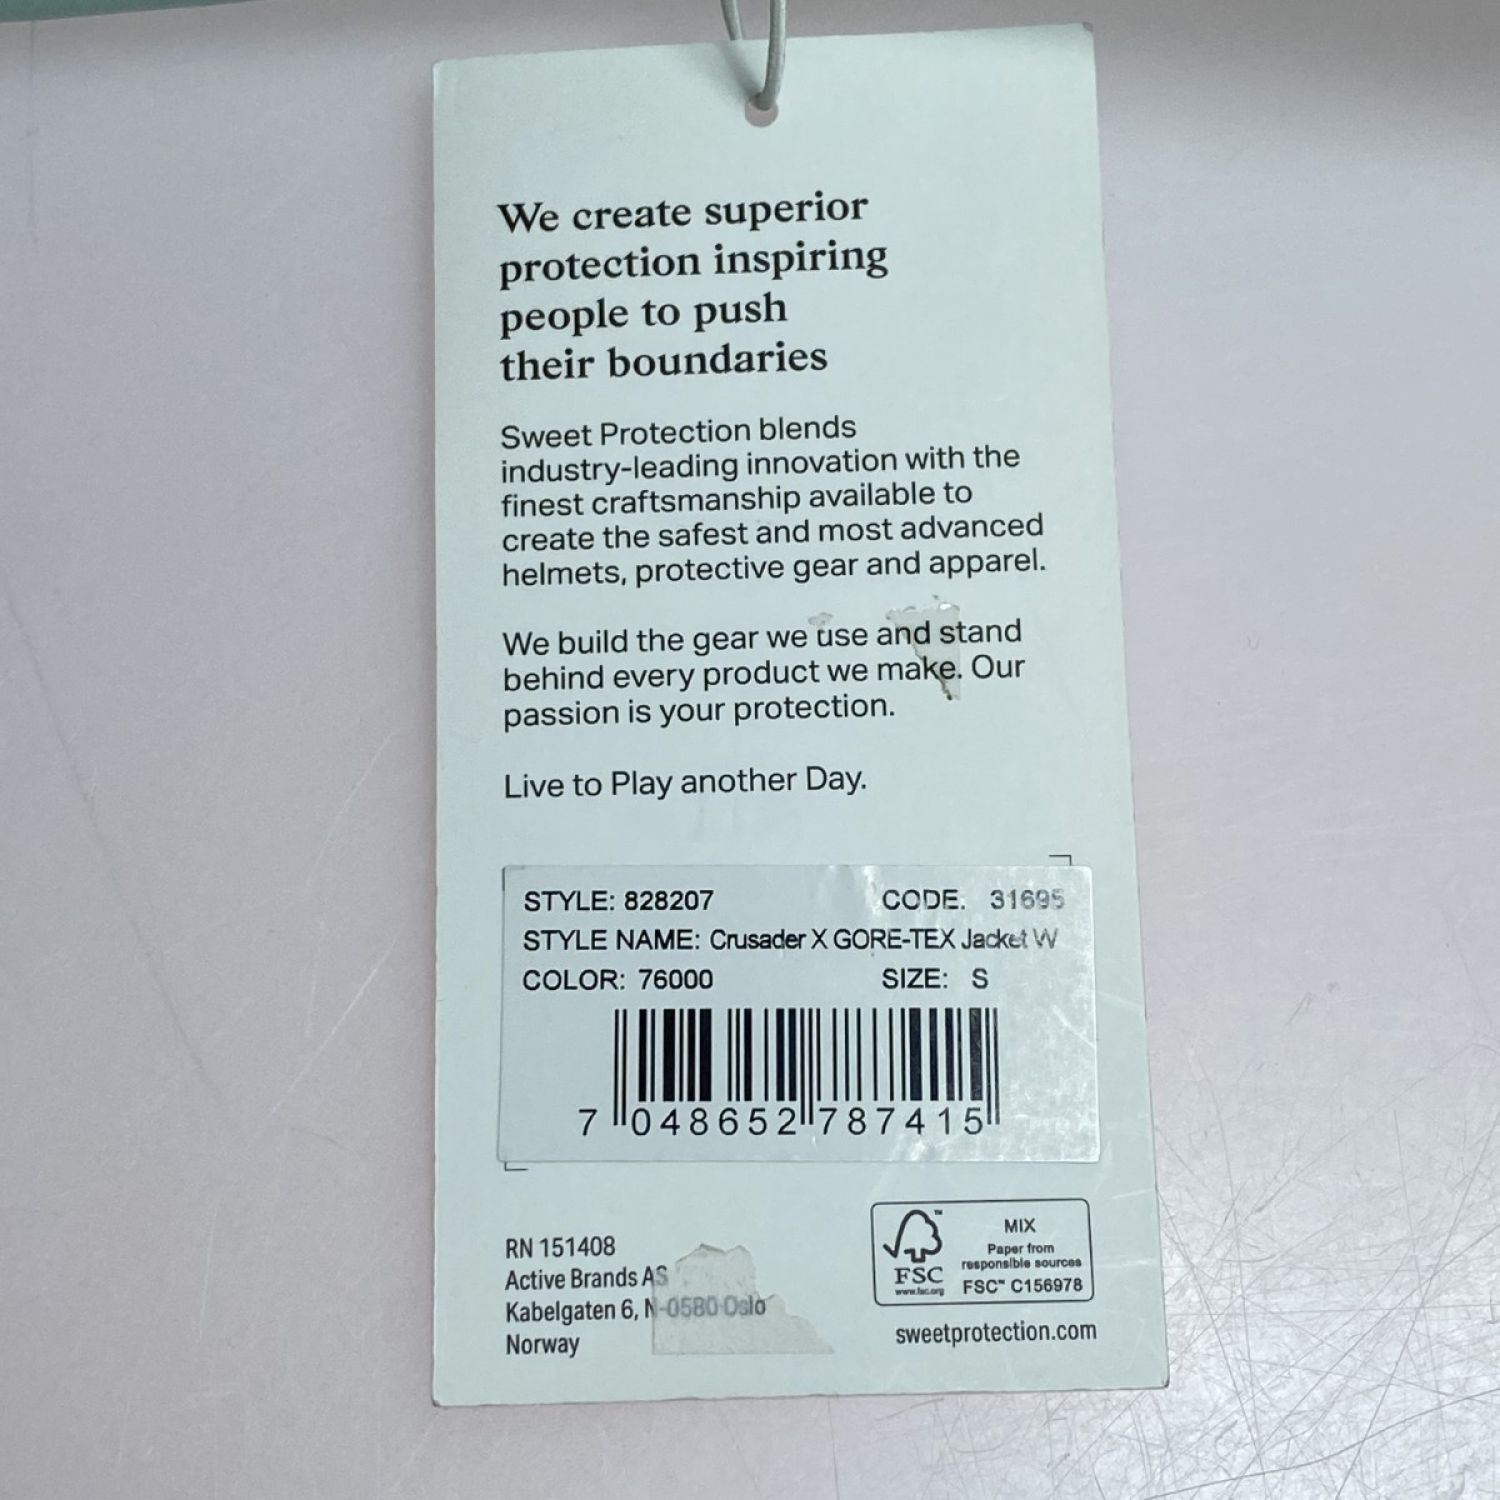 We create superior
protection inspiring
people to push
their boundaries
Sweet Protection blends
industry-leading innovation with the
finest craftsmanship available to
create the safest and most advanced
helmets, protective gear and apparel.
We build the gear we use and stand
behind every product we make. Our
passion is your protection.
Live to Play another Day.
STYLE: 828207 CODE. 31695
STYLE NAME: Crusader X GORE-TEX Jacket W
COLOR: 76000 SIZE: S
7 048652 787415
RN 151408
Active Brands AS
Kabelgaten 6, N-0580 Oslo
Norway
FSC
www.fsc.org
MIX
Paper from
responsible sources
FSC™ C156978
sweetprotection.com